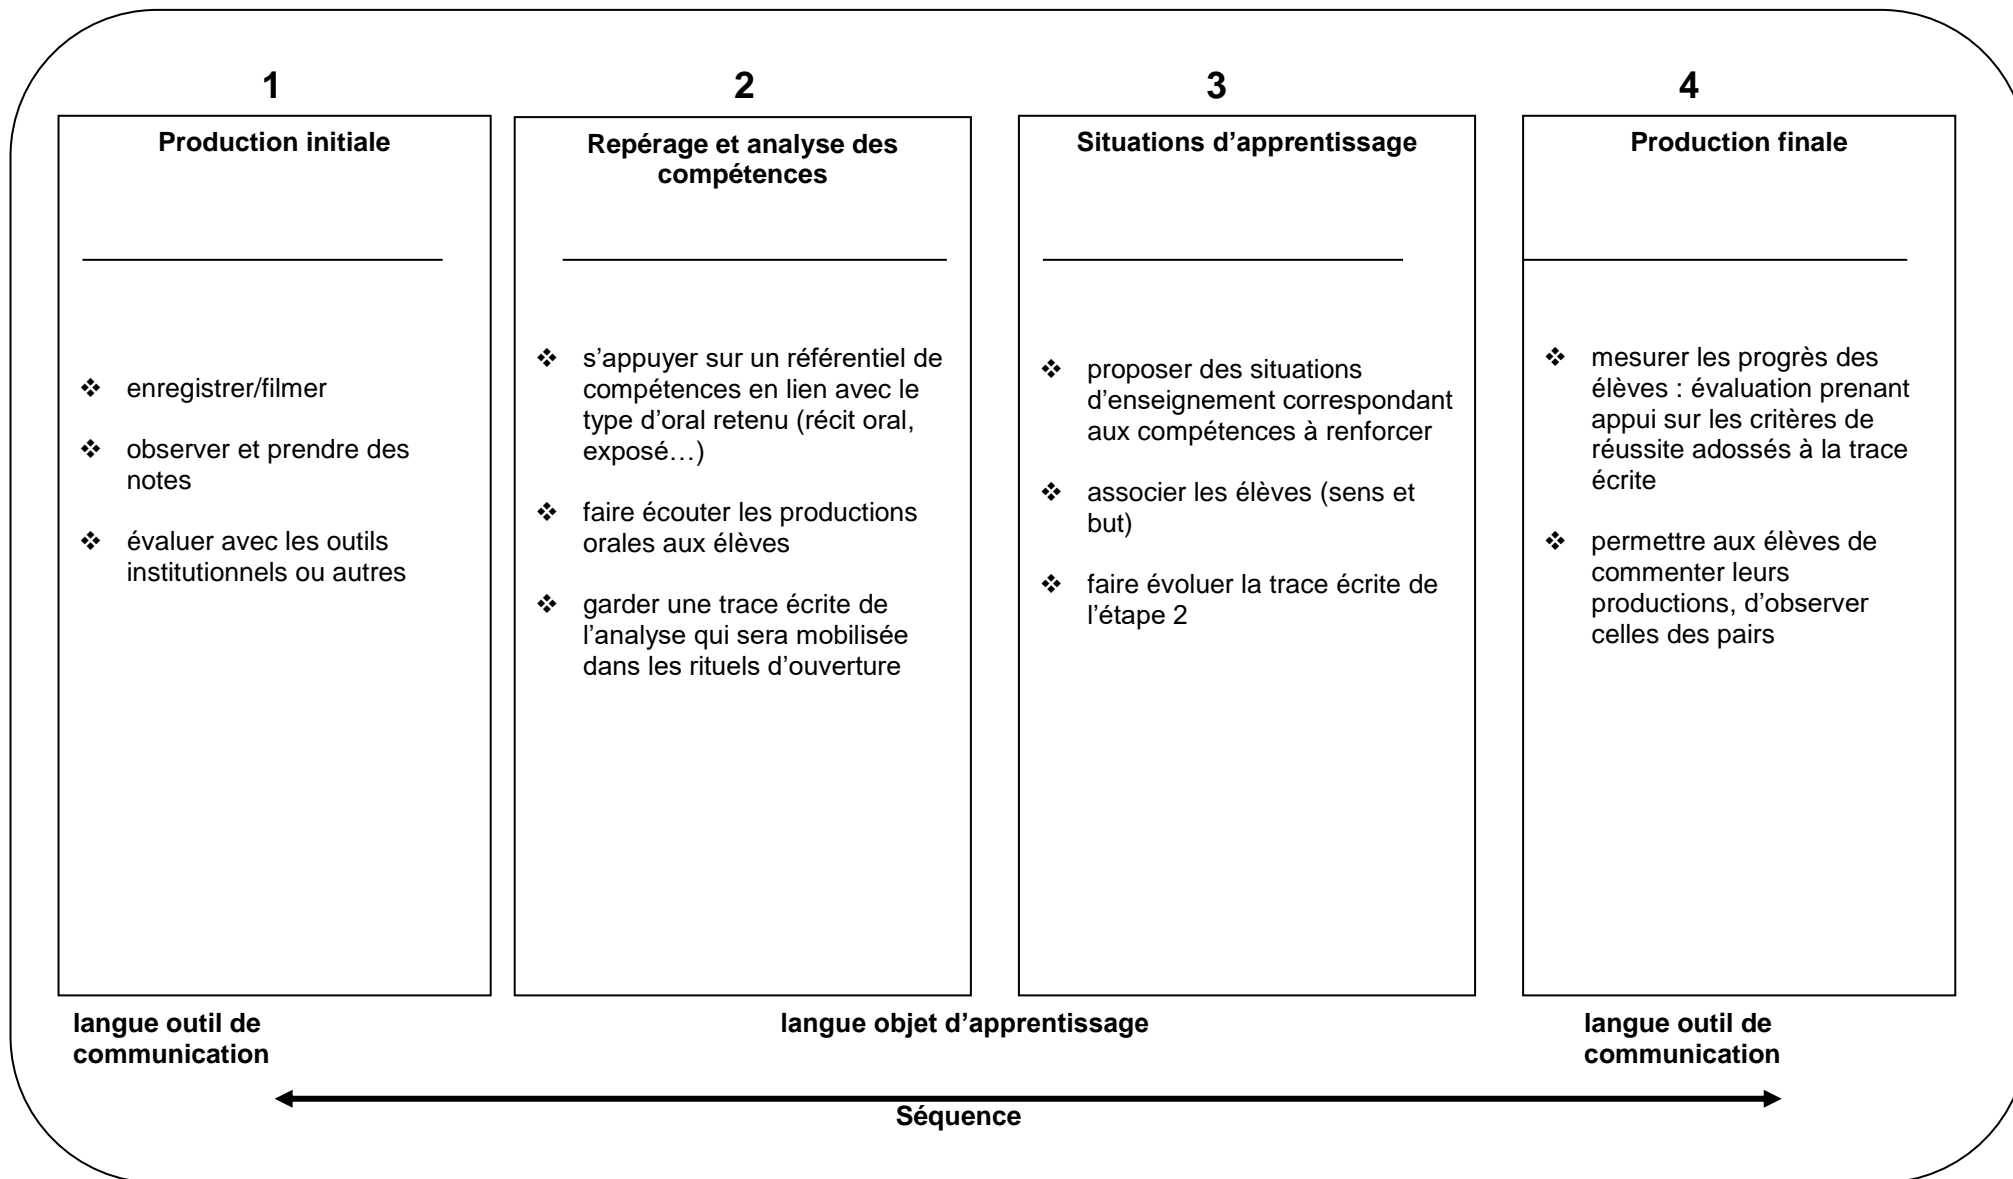 1
Production initiale
❖ enregistrer/filmer
❖ observer et prendre des
notes
❖ évaluer avec les outils
institutionnels ou autres
langue outil de
communication
2
Repérage et analyse des
compétences
❖ s’appuyer sur un référentiel de
compétences en lien avec le
type d’oral retenu (récit oral,
exposé…)
❖ faire écouter les productions
orales aux élèves
❖ garder une trace écrite de
l’analyse qui sera mobilisée
dans les rituels d’ouverture
3
Situations d’apprentissage
❖ proposer des situations
d’enseignement correspondant
aux compétences à renforcer
❖ associer les élèves (sens et
but)
❖ faire évoluer la trace écrite de
l’étape 2
langue objet d’apprentissage
4
Production finale
❖ mesurer les progrès des
élèves : évaluation prenant
appui sur les critères de
réussite adossés à la trace
écrite
❖ permettre aux élèves de
commenter leurs
productions, d’observer
celles des pairs
langue outil de
communication
Séquence